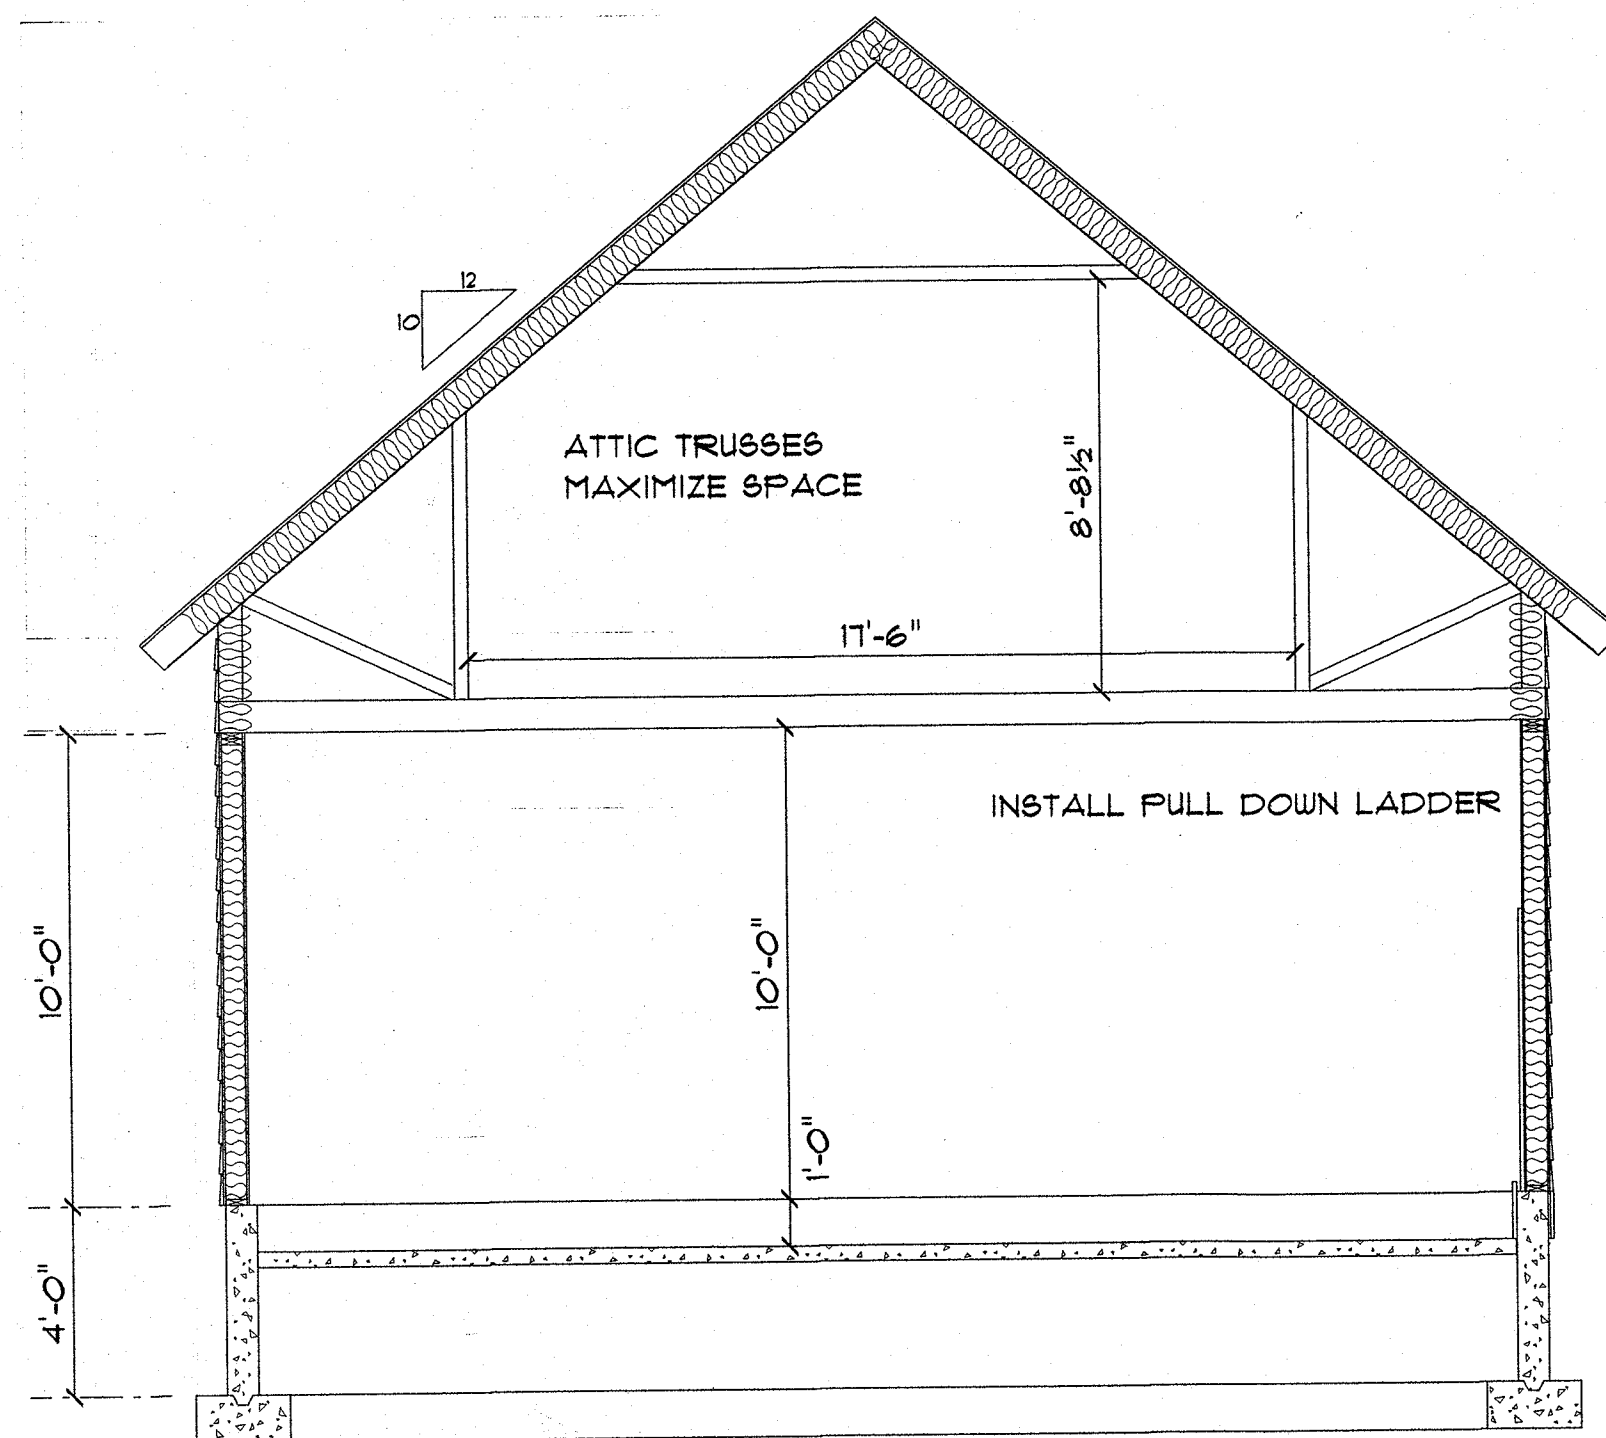 12
10
ATTIC TRUSSES
MAXIMIZE SPACE
8'-8½"
17'-6"
INSTALL PULL DOWN LADDER
10'-0"
10'-0"
1'-0"
4'-0"